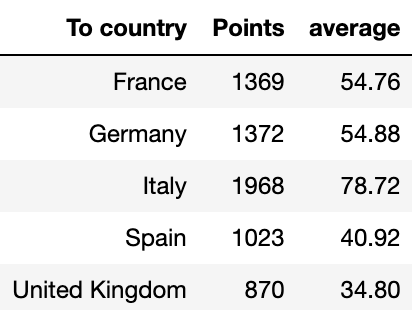 To country Points average
France 1369 54.76
Germany 1372 54.88
Italy 1968 78.72
Spain 1023 40.92
United Kingdom 870 34.80